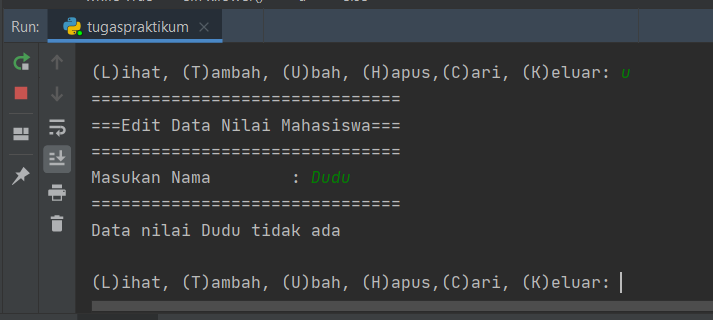 Run: tugaspraktikum
(L)ihat, (T)ambah, (U)bah, (H)apus,(C)ari, (K)eluar: u
===============================
===Edit Data Nilai Mahasiswa===
===============================
Masukan Nama        : Dudu
===============================
Data nilai Dudu tidak ada
(L)ihat, (T)ambah, (U)bah, (H)apus,(C)ari, (K)eluar: